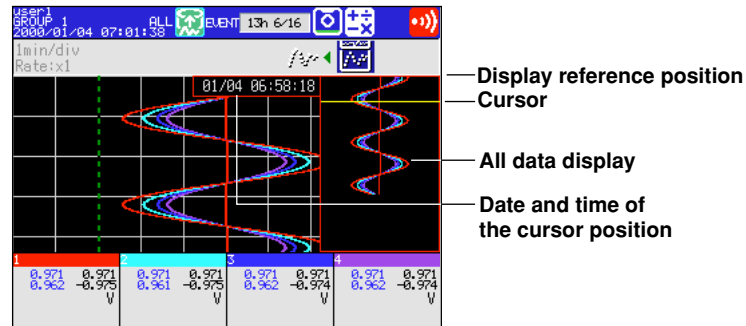 user1
GROUP 1 ALL EVENT 13h 6/16
2000/01/04 07:01:38
1min/div
Rate:x1
01/04 06:58:18
Display reference position
Cursor
All data display
Date and time of
the cursor position
1 2 3 4
0.971 0.971 0.971 0.971 0.971 0.971 0.971 0.971
0.962 -0.975 0.961 -0.975 0.962 -0.974 0.962 -0.974
V V V V